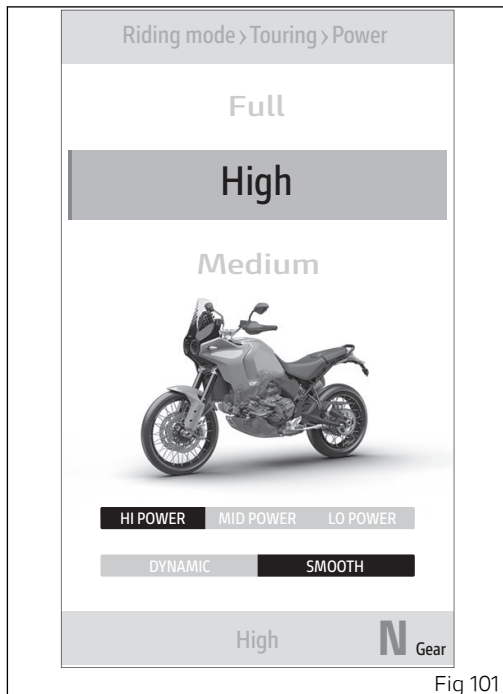 Riding mode › Touring › Power
Full
High
Medium
HI POWER MID POWER LO POWER
DYNAMIC SMOOTH
High N Gear
Fig 101